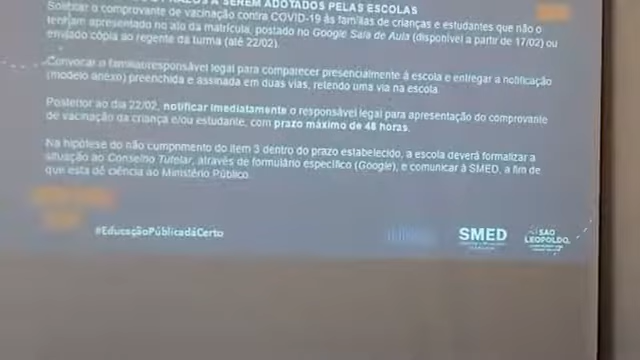 A SEREM ADOTADOS PELAS ESCOLAS
Solicitar o comprovante de vacinação contra COVID-19 às famílias de crianças e estudantes que não o
tenham apresentado no ato da matrícula, postado no Google Sala de Aula (disponível a partir de 17/02) ou
enviado cópia ao regente da turma (até 22/02).
Convocar o familiar/responsável legal para comparecer presencialmente à escola e entregar a notificação
(modelo anexo) preenchida e assinada em duas vias, retendo uma via na escola.
Posterior ao dia 22/02, notificar imediatamente o responsável legal para apresentação do comprovante
de vacinação da criança e/ou estudante, com prazo máximo de 48 horas.
Na hipótese do não cumprimento do item 3 dentro do prazo estabelecido, a escola deverá formalizar a
situação ao Conselho Tutelar, através de formulário específico (Google), e comunicar à SMED, a fim de
que esta dê ciência ao Ministério Público.
#EducaçãoPúblicadáCerto
SMED
SÃO
LEOPOLDO